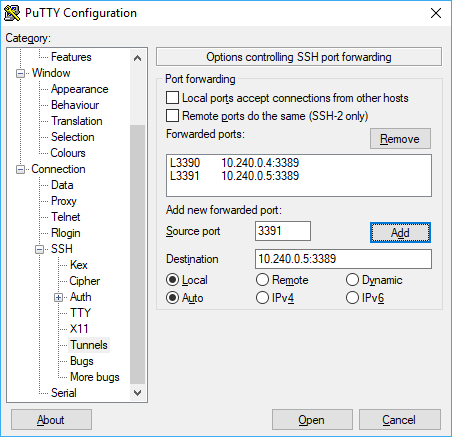 PuTTY Configuration
Category:
Features
Window
Appearance
Behaviour
Translation
Selection
Colours
Connection
Data
Proxy
Telnet
Rlogin
SSH
Kex
Cipher
Auth
TTY
X11
Tunnels
Bugs
More bugs
Serial
Options controlling SSH port forwarding
Port forwarding
Local ports accept connections from other hosts
Remote ports do the same (SSH-2 only)
Forwarded ports:
Remove
L3390 10.240.0.4:3389
L3391 10.240.0.5:3389
Add new forwarded port:
Source port 3391 Add
Destination 10.240.0.5:3389
Local Remote Dynamic
Auto IPv4 IPv6
About Open Cancel